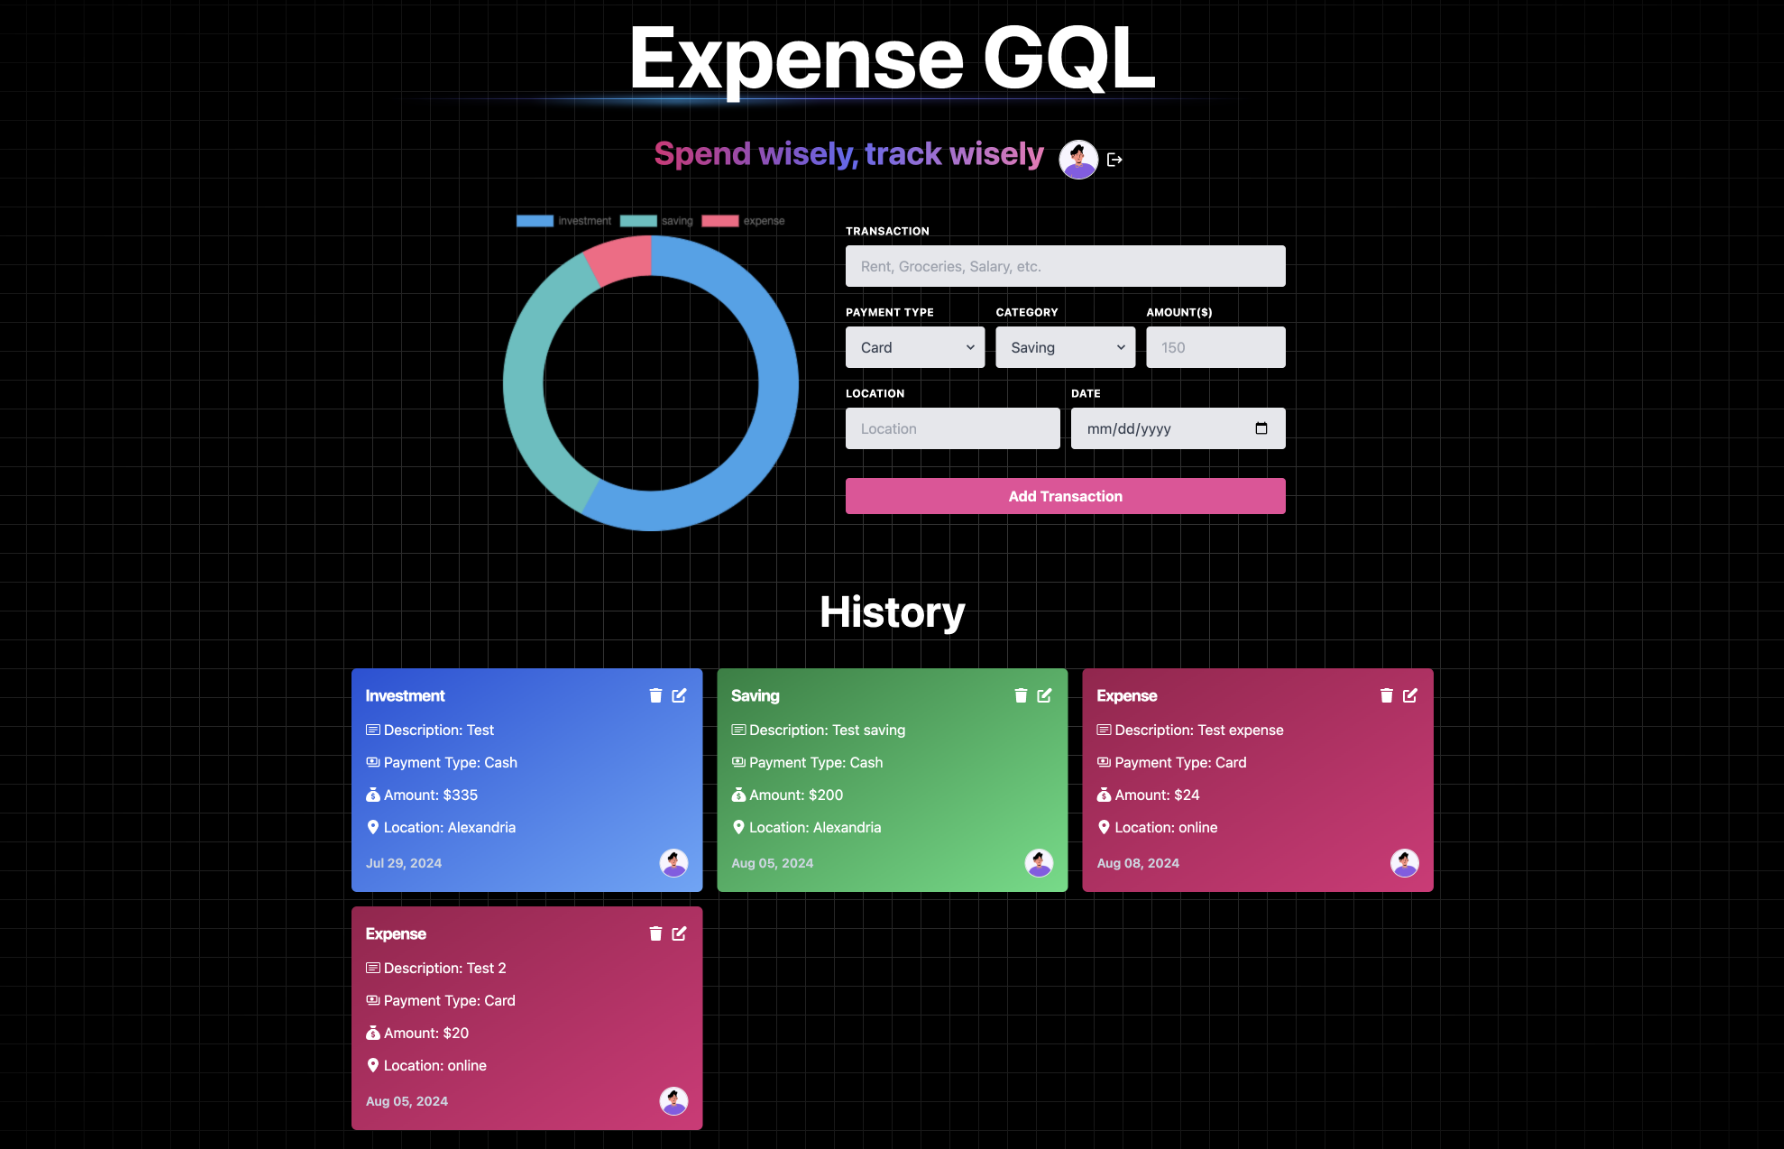 Expense GQL
Spend wisely, track wisely
investment saving expense
TRANSACTION
Rent, Groceries, Salary, etc.
PAYMENT TYPE CATEGORY AMOUNT($)
Card Saving 150
LOCATION DATE
Location mm/dd/yyyy
Add Transaction
History
Investment
Description: Test
Payment Type: Cash
Amount: $335
Location: Alexandria
Jul 29, 2024
Saving
Description: Test saving
Payment Type: Cash
Amount: $200
Location: Alexandria
Aug 05, 2024
Expense
Description: Test expense
Payment Type: Card
Amount: $24
Location: online
Aug 08, 2024
Expense
Description: Test 2
Payment Type: Card
Amount: $20
Location: online
Aug 05, 2024